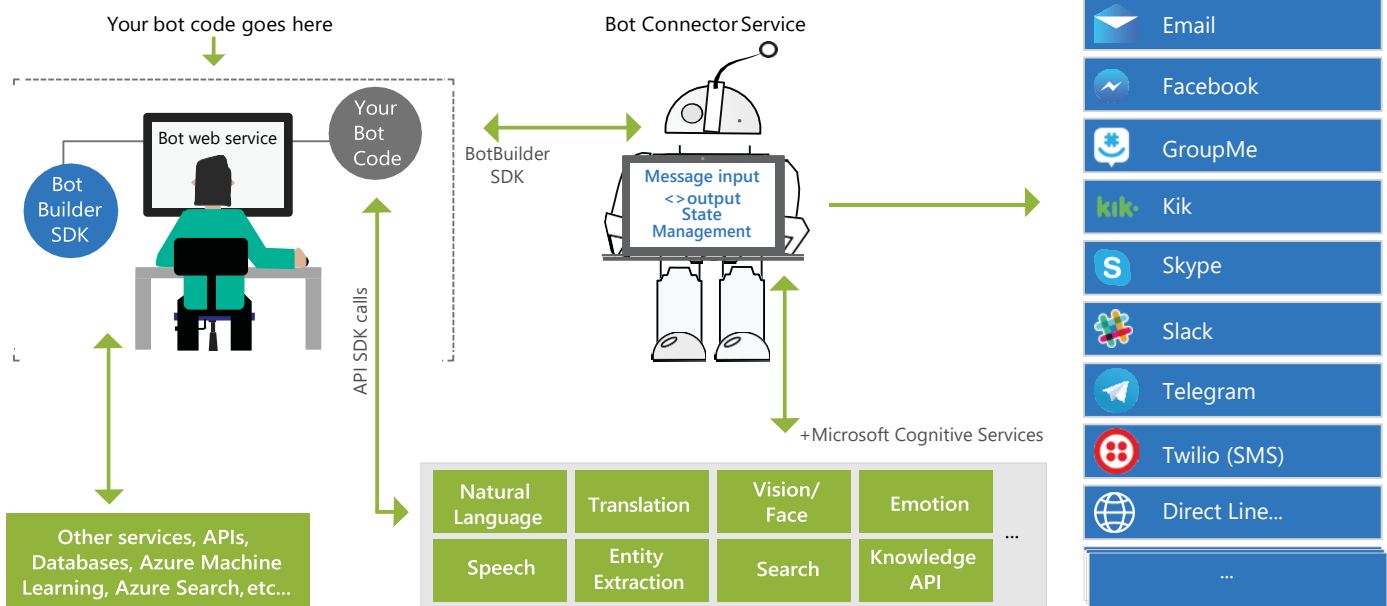 Your bot code goes here
Bot Connector Service
Bot web service
Your
Bot
Code
Bot
Builder
SDK
BotBuilder
SDK
Message input
<>output
State
Management
API SDK calls
+Microsoft Cognitive Services
Other services, APIs,
Databases, Azure Machine
Learning, Azure Search, etc...
Natural
Language
Translation
Vision/
Face
Emotion
Speech
Entity
Extraction
Search
Knowledge
API
...
Email
Facebook
GroupMe
kik
Kik
S
Skype
Slack
Telegram
Twilio (SMS)
Direct Line...
...